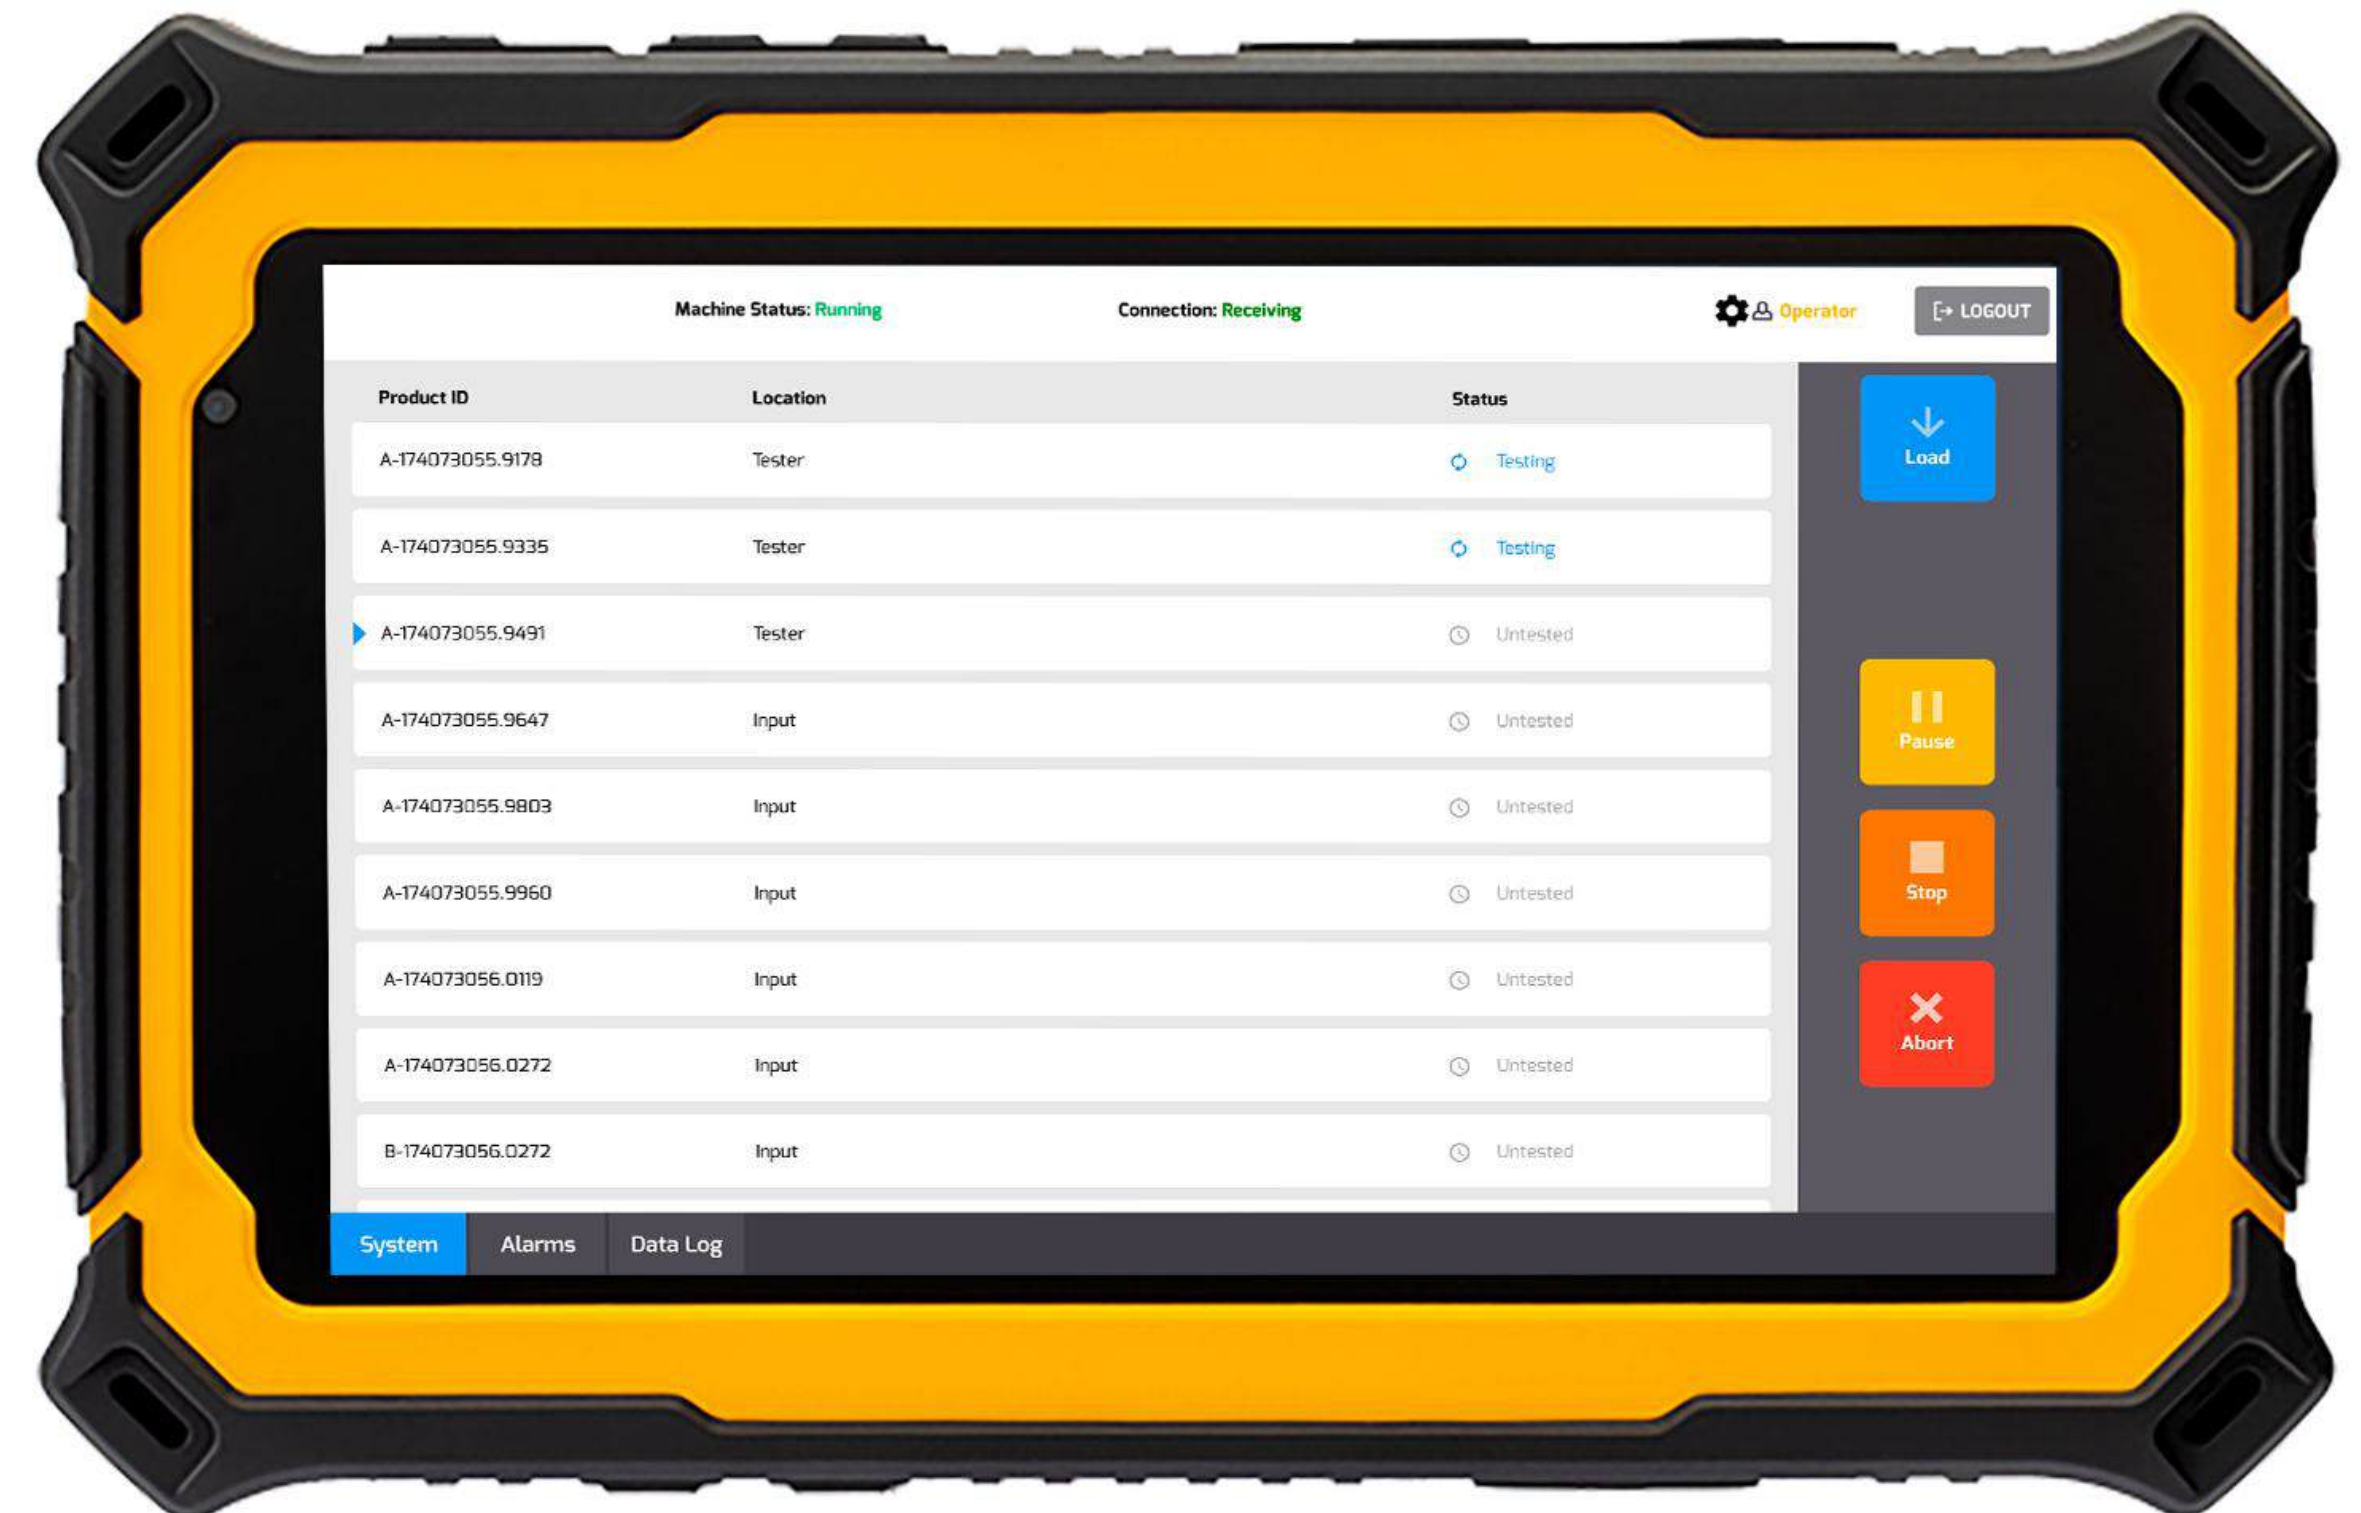 Machine Status: Running Connection: Receiving Operator LOGOUT
Product ID Location Status
A-174073055.9178 Tester Testing
A-174073055.9335 Tester Testing
A-174073055.9491 Tester Untested
A-174073055.9647 Input Untested
A-174073055.9803 Input Untested
A-174073055.9960 Input Untested
A-174073056.0119 Input Untested
A-174073056.0272 Input Untested
B-174073056.0272 Input Untested
Load
Pause
Stop
Abort
System Alarms Data Log